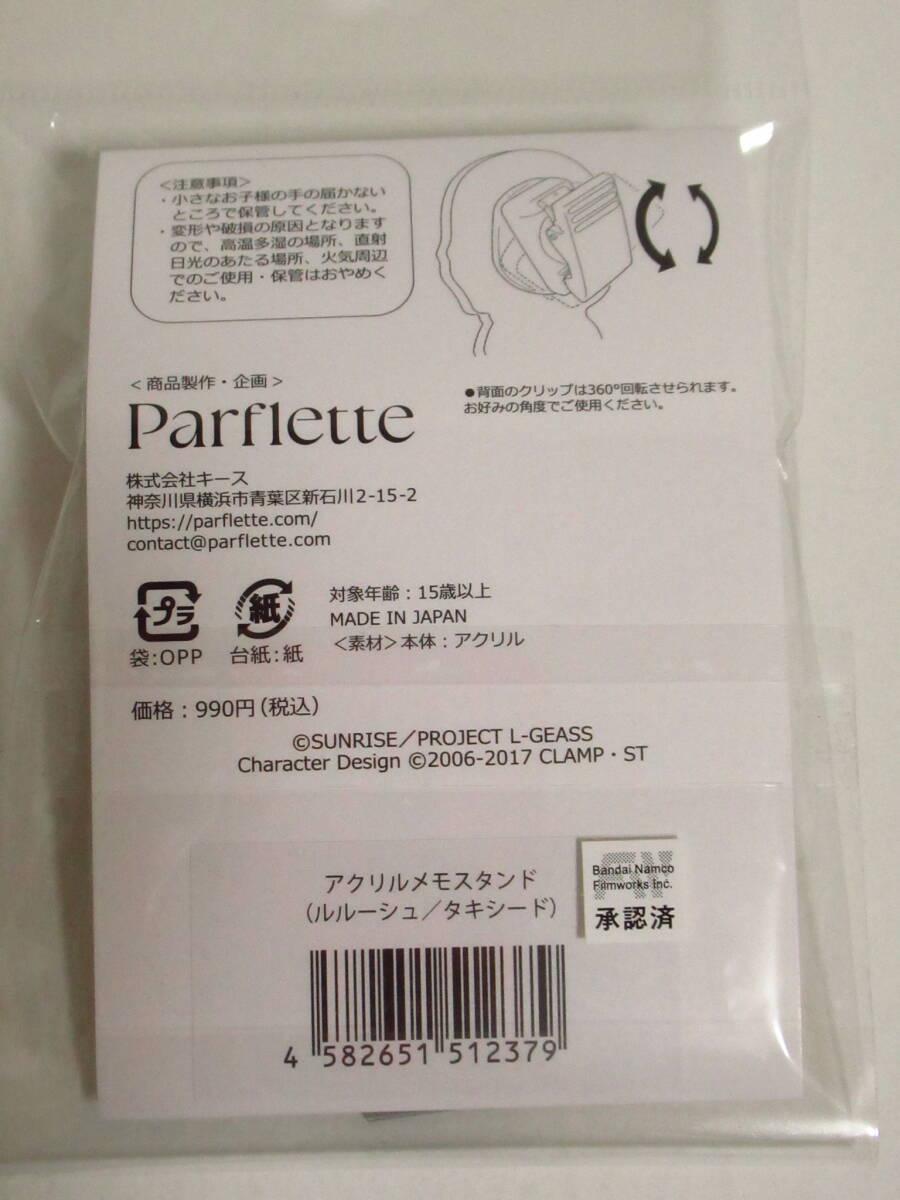 ＜注意事項＞
・小さなお子様の手の届かない
ところで保管してください。
・変形や破損の原因となります
ので、高温多湿の場所、直射
日光のあたる場所、火気周辺
でのご使用・保管はおやめく
ださい。
●背面のクリップは360°回転させられます。
お好みの角度でご使用ください。
＜商品製作・企画＞
Parflette
株式会社キース
神奈川県横浜市青葉区新石川2-15-2
https://parflette.com/
contact@parflette.com
プラ
袋:OPP
紙
台紙:紙
対象年齢：15歳以上
MADE IN JAPAN
＜素材＞本体：アクリル
価格：990円（税込）
©SUNRISE／PROJECT L-GEASS
Character Design ©2006-2017 CLAMP・ST
アクリルメモスタンド
（ルルーシュ／タキシード）
Bandai Namco
Filmworks Inc.
承認済
4 582651 512379